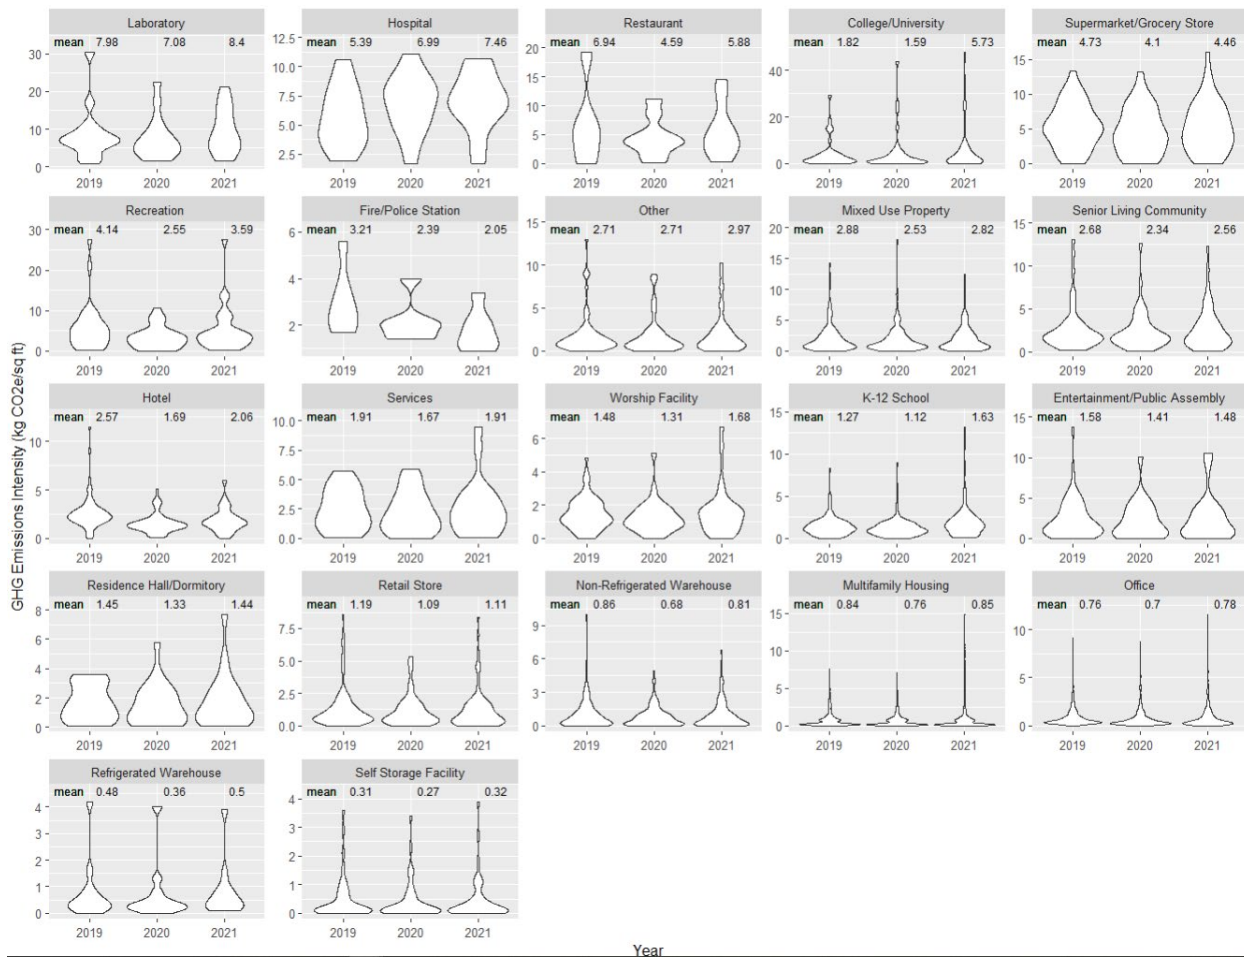 GHG Emissions Intensity (kg CO2e/sq ft)
Laboratory
mean 7.98 7.08 8.4
30
20
10
0
2019 2020 2021
Hospital
mean 5.39 6.99 7.46
12.5
10.0
7.5
5.0
2.5
2019 2020 2021
Restaurant
mean 6.94 4.59 5.88
20
15
10
5
0
2019 2020 2021
College/University
mean 1.82 1.59 5.73
40
20
0
2019 2020 2021
Supermarket/Grocery Store
mean 4.73 4.1 4.46
15
10
5
0
2019 2020 2021
Recreation
mean 4.14 2.55 3.59
30
20
10
0
2019 2020 2021
Fire/Police Station
mean 3.21 2.39 2.05
6
4
2
2019 2020 2021
Other
mean 2.71 2.71 2.97
15
10
5
0
2019 2020 2021
Mixed Use Property
mean 2.88 2.53 2.82
20
15
10
5
0
2019 2020 2021
Senior Living Community
mean 2.68 2.34 2.56
15
10
5
0
2019 2020 2021
Hotel
mean 2.57 1.69 2.06
10
5
0
2019 2020 2021
Services
mean 1.91 1.67 1.91
10.0
7.5
5.0
2.5
0.0
2019 2020 2021
Worship Facility
mean 1.48 1.31 1.68
6
4
2
0
2019 2020 2021
K-12 School
mean 1.27 1.12 1.63
15
10
5
0
2019 2020 2021
Entertainment/Public Assembly
mean 1.58 1.41 1.48
15
10
5
0
2019 2020 2021
Residence Hall/Dormitory
mean 1.45 1.33 1.44
8
6
4
2
0
2019 2020 2021
Retail Store
mean 1.19 1.09 1.11
7.5
5.0
2.5
0.0
2019 2020 2021
Non-Refrigerated Warehouse
mean 0.86 0.68 0.81
9
6
3
0
2019 2020 2021
Multifamily Housing
mean 0.84 0.76 0.85
15
10
5
0
2019 2020 2021
Office
mean 0.76 0.7 0.78
10
5
0
2019 2020 2021
Refrigerated Warehouse
mean 0.48 0.36 0.5
4
3
2
1
0
2019 2020 2021
Self Storage Facility
mean 0.31 0.27 0.32
4
3
2
1
0
2019 2020 2021
Year